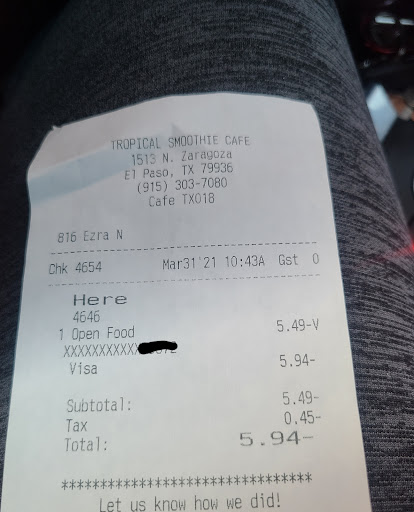 TROPICAL SMOOTHIE CAFE
1513 N. Zaragoza
El Paso, TX 79936
(915) 303-7080
Cafe TX018
816 Ezra N
Chk 4654 Mar31'21 10:43A Gst 0
Here
4646
1 Open Food 5.49-V
XXXXXXXXXXX
Visa 5.94-
Subtotal: 5.49-
Tax 0.45-
Total: 5.94-
********************************
Let us know how we did!